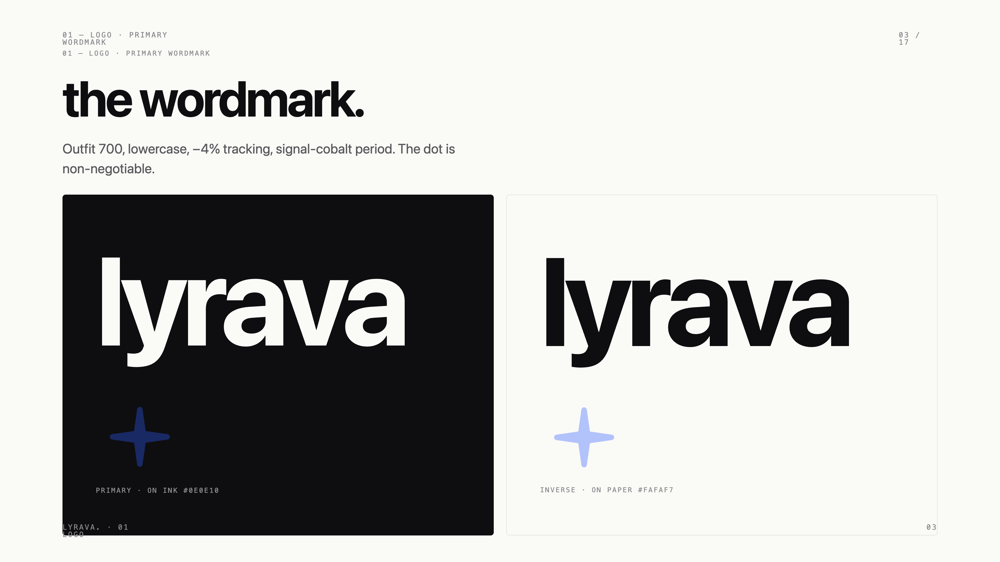 01 — LOGO · PRIMARY
WORDMARK
03 /
17
01 — LOGO · PRIMARY WORDMARK
the wordmark.
Outfit 700, lowercase, −4% tracking, signal-cobalt period. The dot is
non-negotiable.
lyrava
PRIMARY · ON INK #0E0E10
lyrava
INVERSE · ON PAPER #FAFAF7
LYRAVA. · 01
LOGO
03